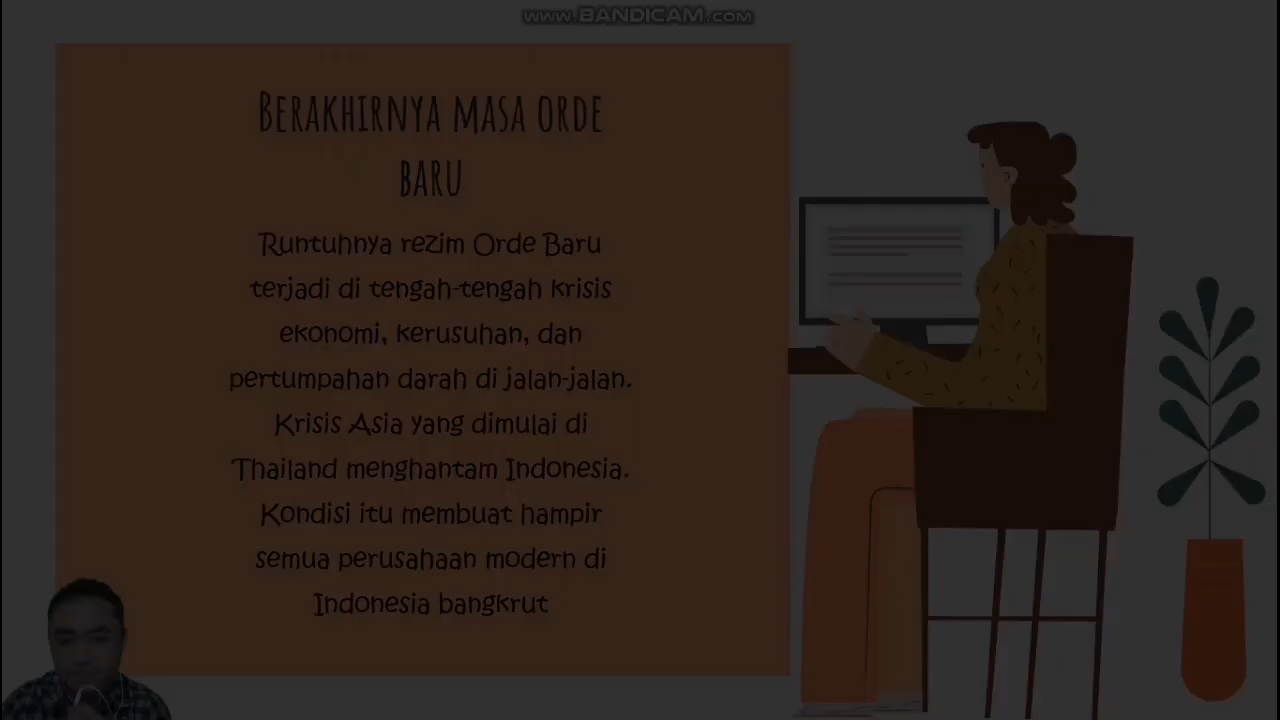 www.BANDICAM.com
Berakhirnya masa orde
baru
Runtuhnya rezim Orde Baru
terjadi di tengah-tengah krisis
ekonomi, kerusuhan, dan
pertumpahan darah di jalan-jalan.
Krisis Asia yang dimulai di
Thailand menghantam Indonesia.
Kondisi itu membuat hampir
semua perusahaan modern di
Indonesia bangkrut